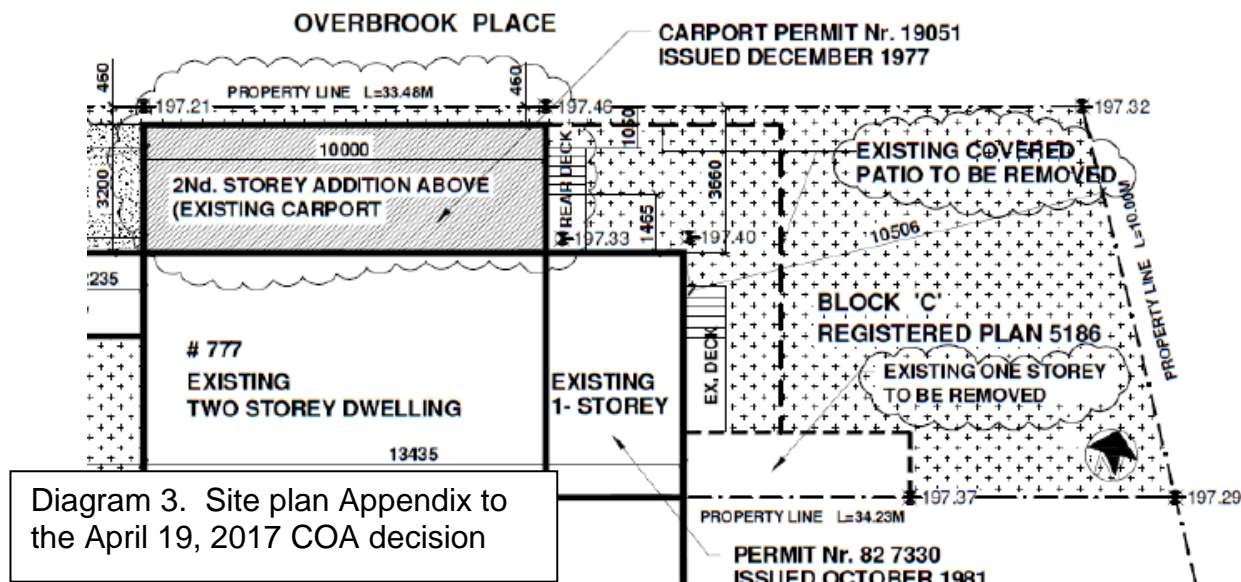 OVERBROOK PLACE
CARPORT PERMIT Nr. 19051
ISSUED DECEMBER 1977
460
PROPERTY LINE L=33.48M
460
197.21
197.46
197.32
10000
1050
REAR DECK
3660
EXISTING COVERED
PATIO TO BE REMOVED
3200
2Nd. STOREY ADDITION ABOVE
(EXISTING CARPORT
1465
197.33
197.40
10506
PROPERTY LINE L=10.00M
2235
BLOCK 'C'
REGISTERED PLAN 5186
# 777
EXISTING
TWO STOREY DWELLING
EXISTING
1- STOREY
EX. DECK
EXISTING ONE STOREY
TO BE REMOVED
13435
197.37
197.29
PROPERTY LINE L=34.23M
Diagram 3. Site plan Appendix to
the April 19, 2017 COA decision
PERMIT Nr. 82 7330
ISSUED OCTOBER 1981